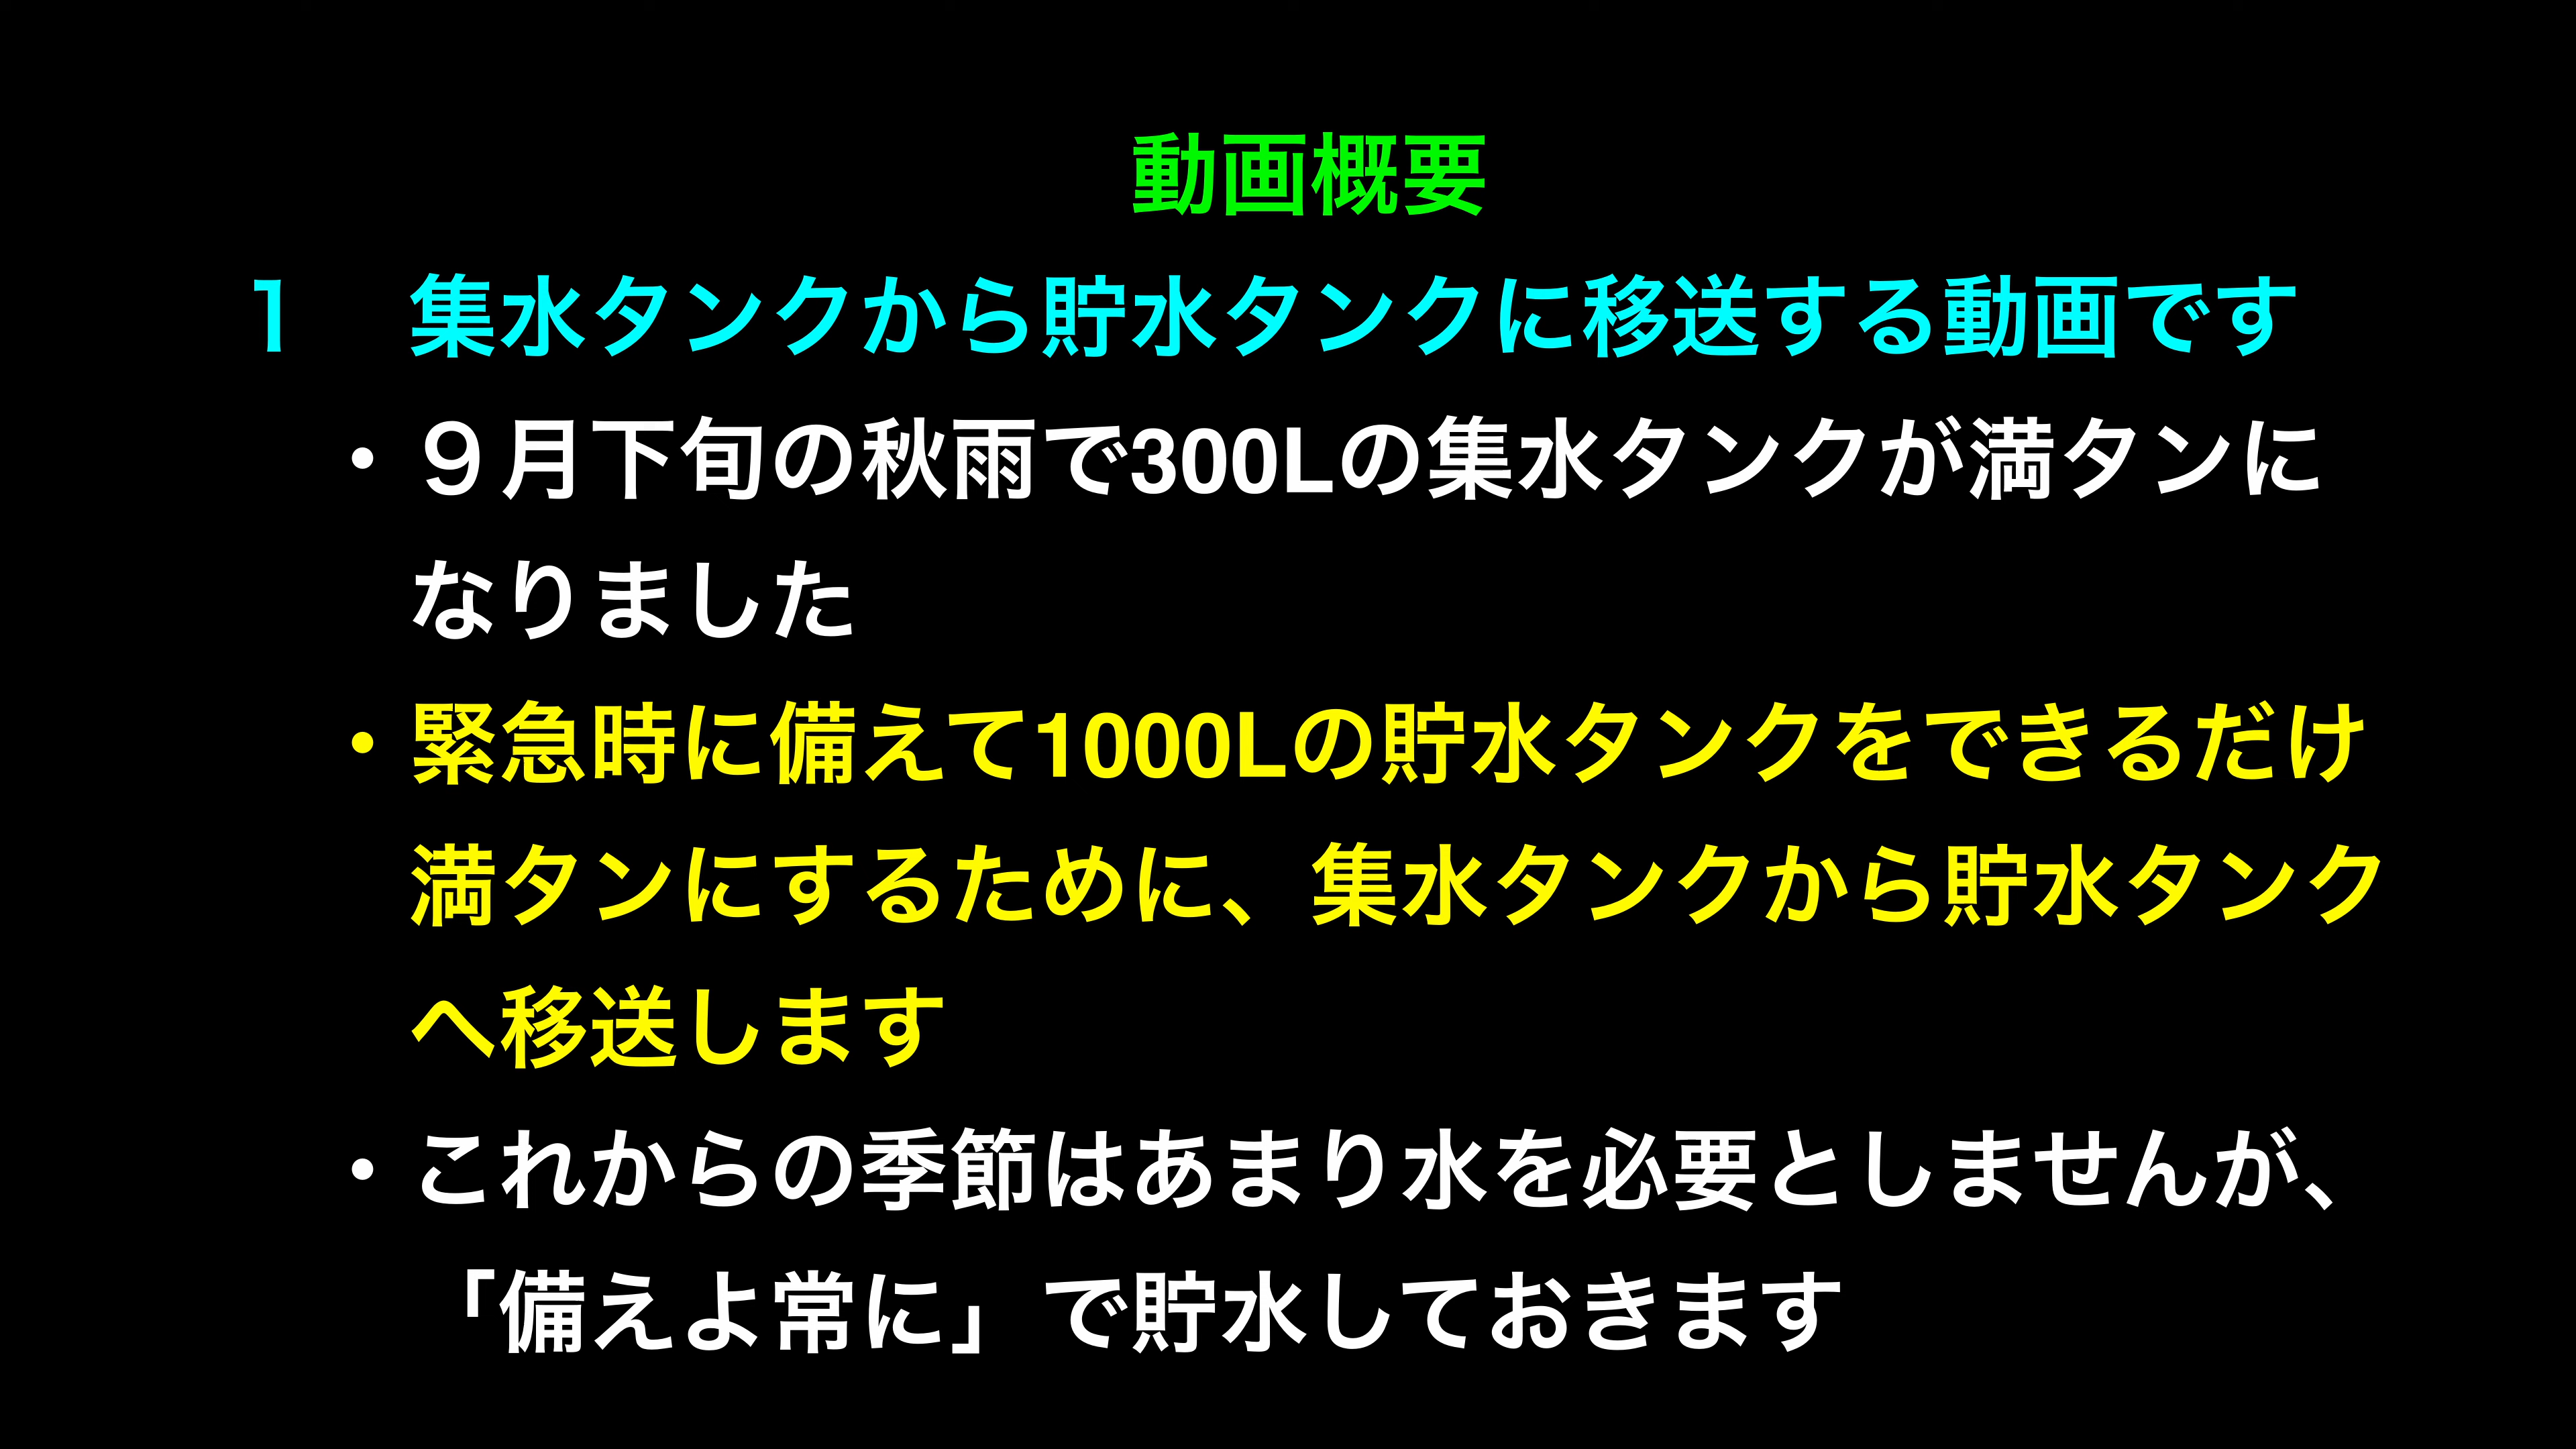 動画概要
１　集水タンクから貯水タンクに移送する動画です
・９月下旬の秋雨で300Lの集水タンクが満タンに
なりました
・緊急時に備えて1000Lの貯水タンクをできるだけ
満タンにするために、集水タンクから貯水タンク
へ移送します
・これからの季節はあまり水を必要としませんが、
「備えよ常に」で貯水しておきます